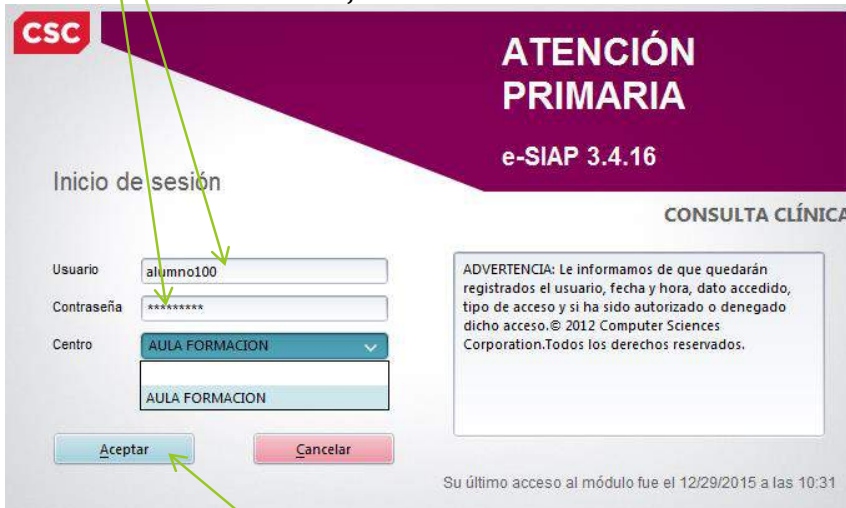 CSC
ATENCIÓN
PRIMARIA
e-SIAP 3.4.16
Inicio de sesión
CONSULTA CLÍNICA
Usuario
alumno100
Contraseña
*********
Centro
AULA FORMACION
AULA FORMACION
Aceptar
Cancelar
ADVERTENCIA: Le informamos de que quedarán
registrados el usuario, fecha y hora, dato accedido,
tipo de acceso y si ha sido autorizado o denegado
dicho acceso.© 2012 Computer Sciences
Corporation.Todos los derechos reservados.
Su último acceso al módulo fue el 12/29/2015 a las 10:31